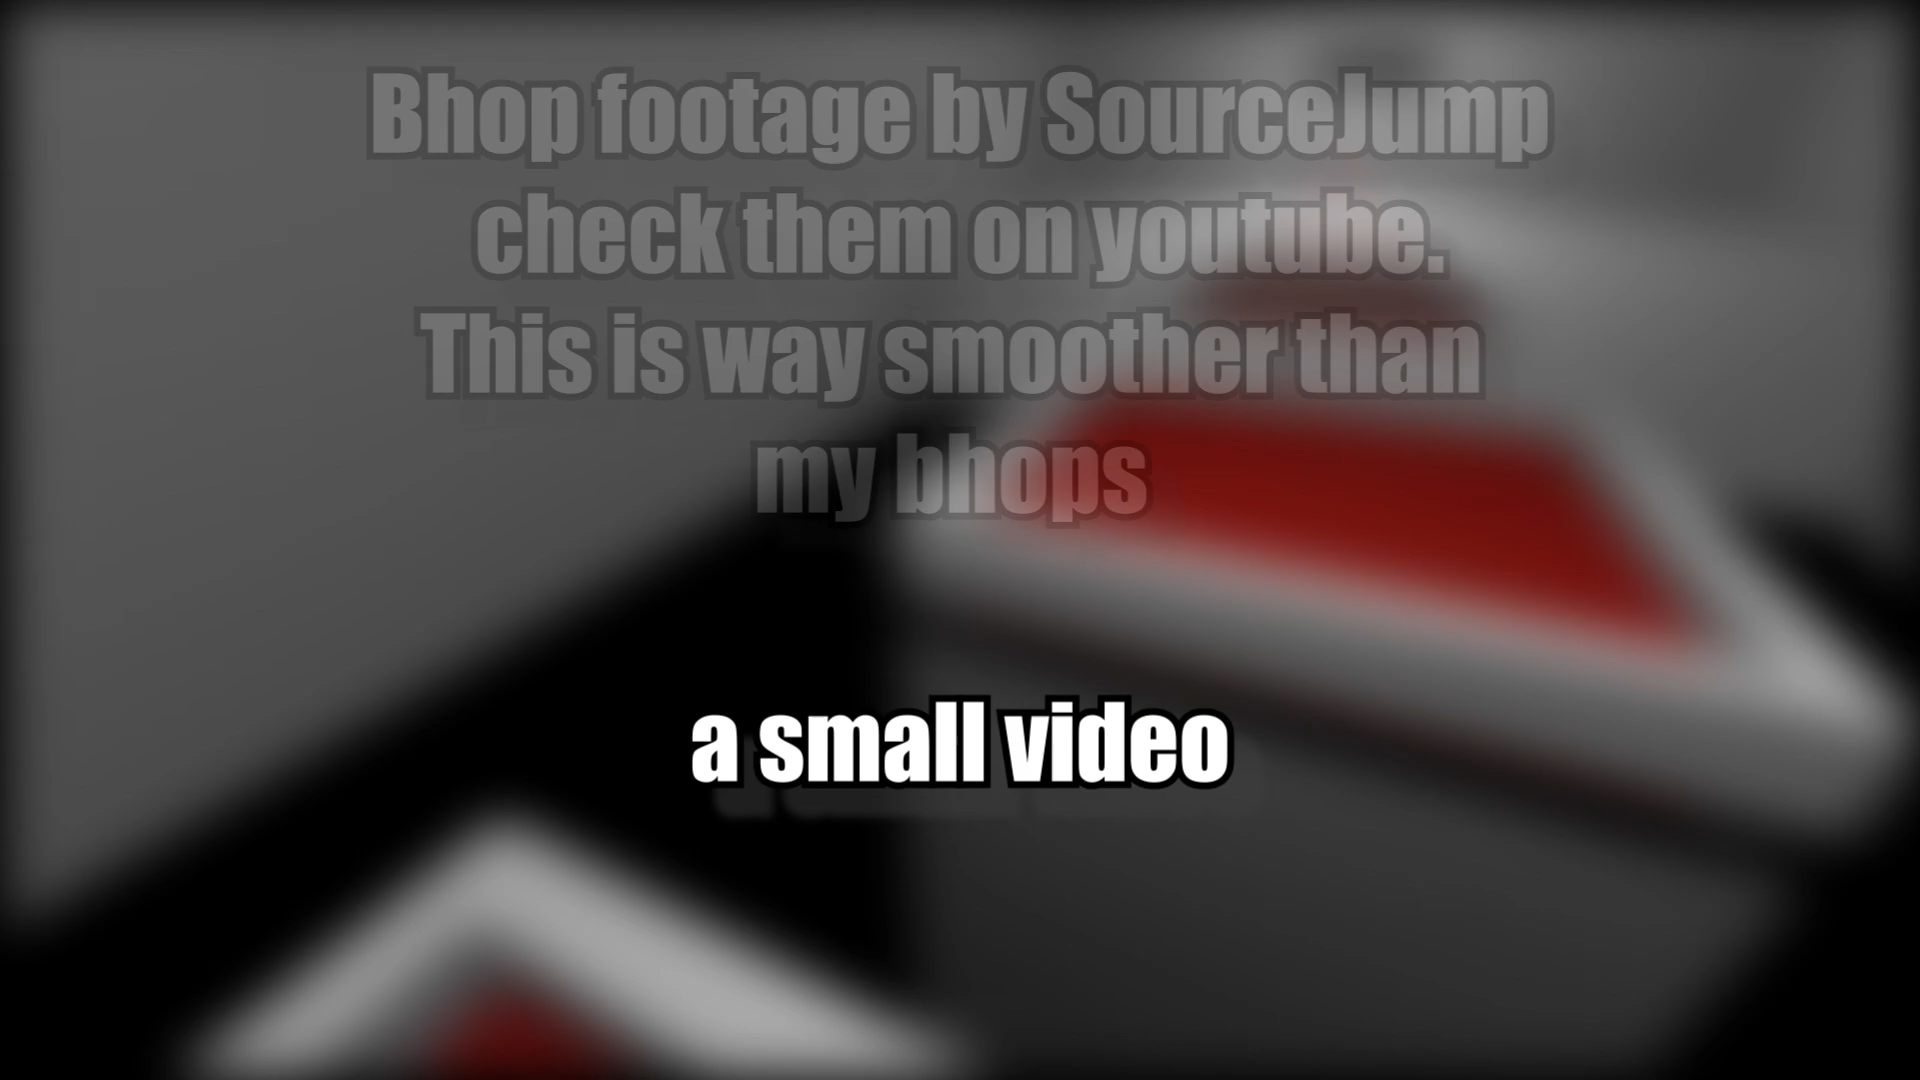 Bhop footage by SourceJump
check them on youtube.
This is way smoother than
my bhops
a small video